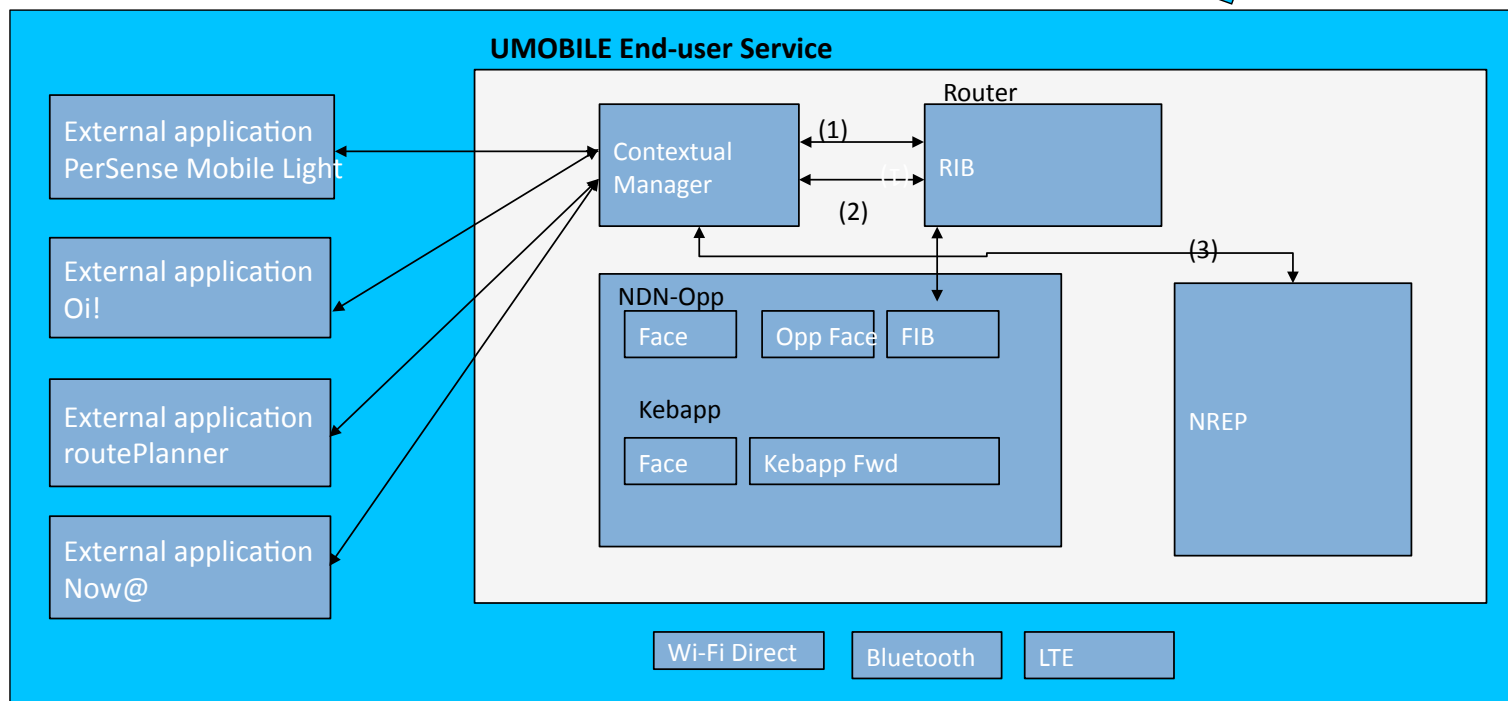 UMOBILE End-user Service
External application
PerSense Mobile Light
External application
Oi!
External application
routePlanner
External application
Now@
Contextual
Manager
(1)
(1)
(2)
Router
RIB
(3)
NDN-Opp
Face
Opp Face
FIB
Kebapp
Face
Kebapp Fwd
NREP
Wi-Fi Direct
Bluetooth
LTE